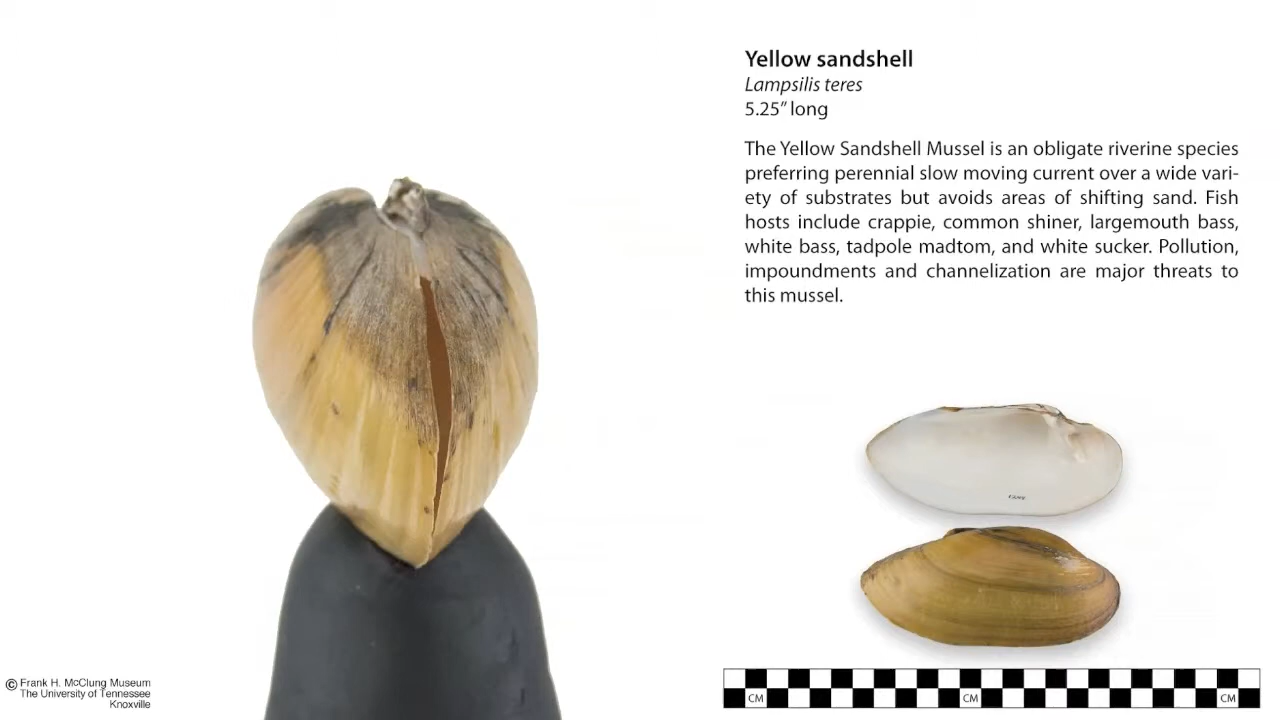 Yellow sandshell
Lampsilis teres
5.25” long
The Yellow Sandshell Mussel is an obligate riverine species
preferring perennial slow moving current over a wide vari-
ety of substrates but avoids areas of shifting sand. Fish
hosts include crappie, common shiner, largemouth bass,
white bass, tadpole madtom, and white sucker. Pollution,
impoundments and channelization are major threats to
this mussel.
CM CM CM
© Frank H. McClung Museum
The University of Tennessee
Knoxville